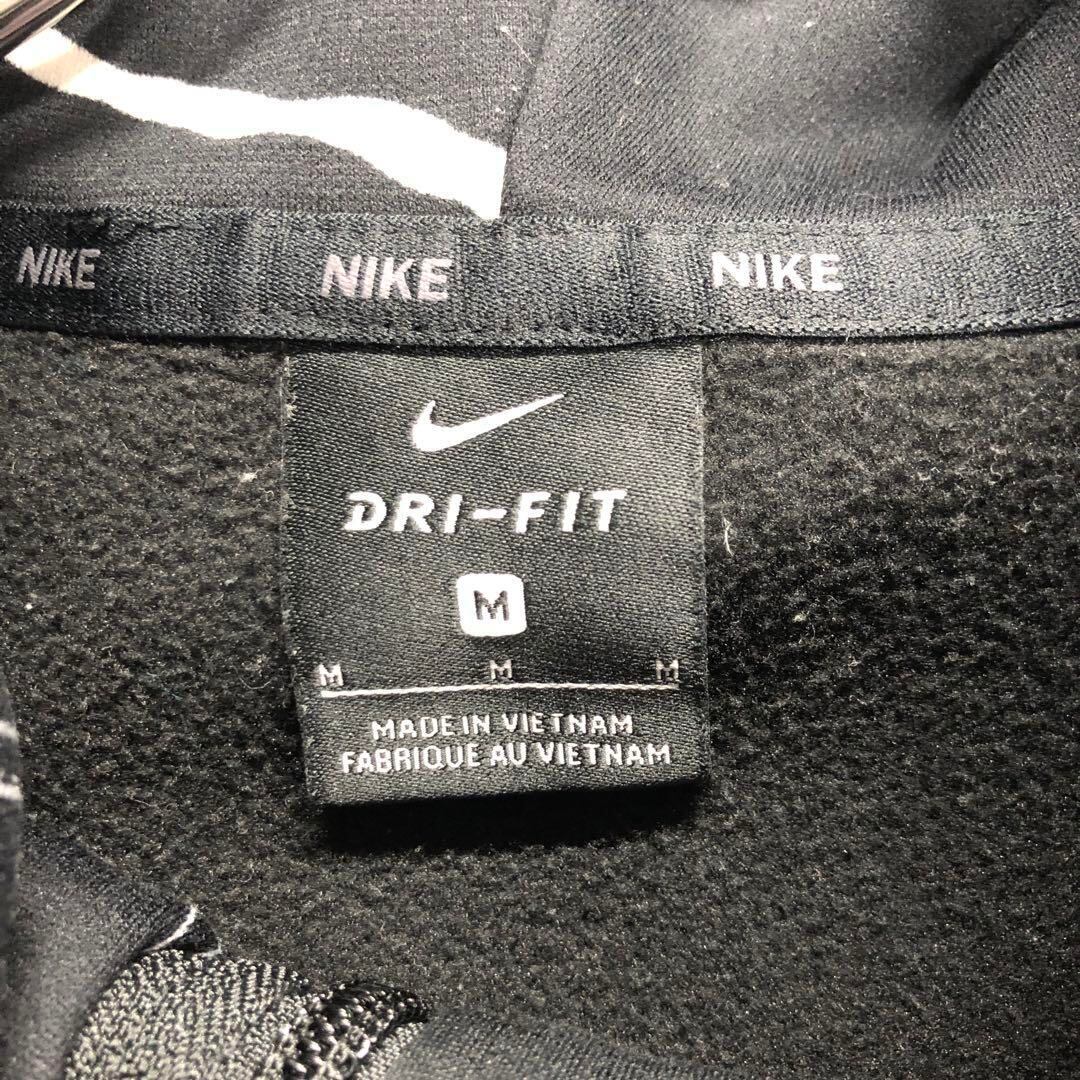 NIKE NIKE NIKE
DRI-FIT
M
M M M
MADE IN VIETNAM
FABRIQUE AU VIETNAM